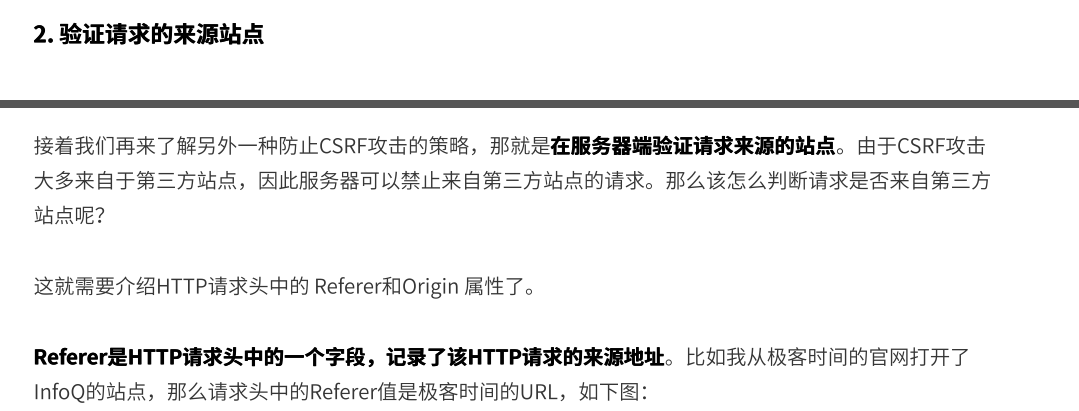 2. 验证请求的来源站点
接着我们再来了解另外一种防止CSRF攻击的策略，那就是在服务器端验证请求来源的站点。由于CSRF攻击
大多来自于第三方站点，因此服务器可以禁止来自第三方站点的请求。那么该怎么判断请求是否来自第三方
站点呢？
这就需要介绍HTTP请求头中的 Referer和Origin 属性了。
Referer是HTTP请求头中的一个字段，记录了该HTTP请求的来源地址。比如我从极客时间的官网打开了
InfoQ的站点，那么请求头中的Referer值是极客时间的URL，如下图：